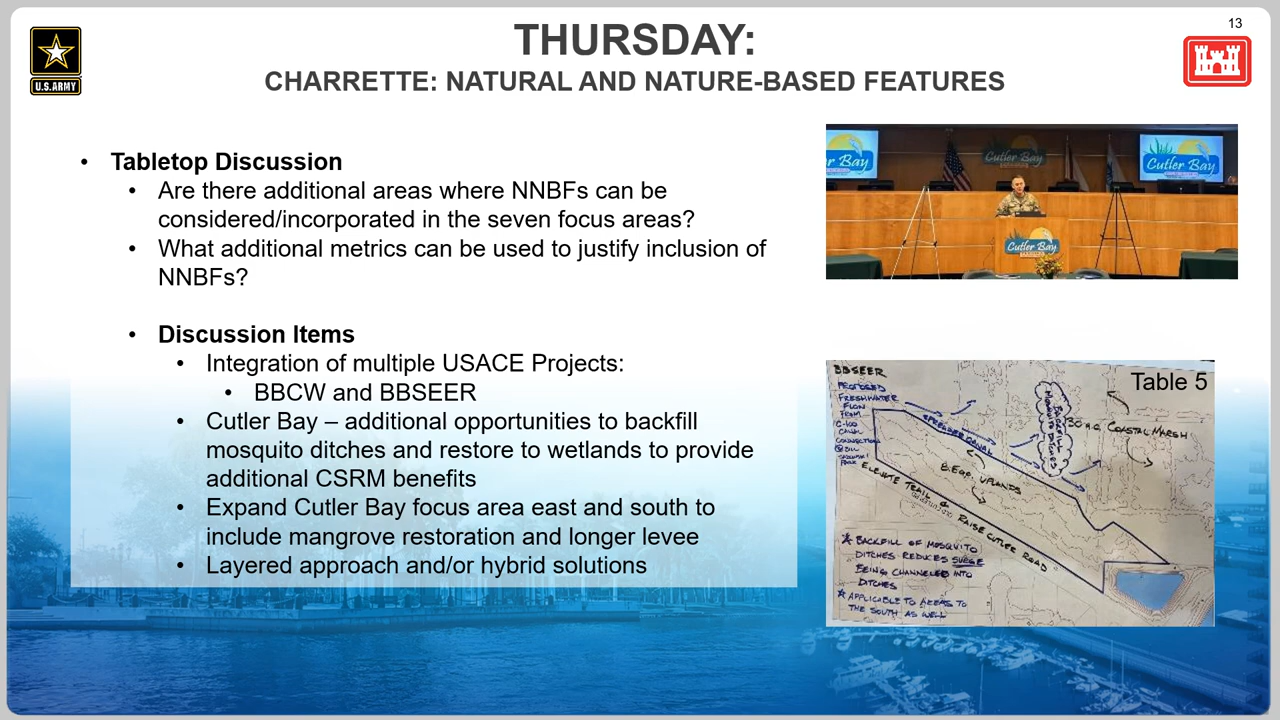 13
THURSDAY:
CHARRETTE: NATURAL AND NATURE-BASED FEATURES
U.S.ARMY
• Tabletop Discussion
• Are there additional areas where NNBFs can be
considered/incorporated in the seven focus areas?
• What additional metrics can be used to justify inclusion of
NNBFs?
• Discussion Items
• Integration of multiple USACE Projects:
• BBCW and BBSEER
• Cutler Bay – additional opportunities to backfill
mosquito ditches and restore to wetlands to provide
additional CSRM benefits
• Expand Cutler Bay focus area east and south to
include mangrove restoration and longer levee
• Layered approach and/or hybrid solutions
Cutler Bay
Cutler Bay
Cutler Bay
Table 5
BBSEER
PROPOSED
FRESHWATER
FLOW
FROM
C-100
CANAL
CONNECTION
SPREADER CANAL
BACKFILL
MOSQUITO DITCHES
COASTAL MARSH
UPLANDS
ELEVATE TRAIL & RAISE CUTLER ROAD
BACKFILL OF MOSQUITO
DITCHES REDUCES SURGE
BEING CHANNELED INTO
DITCHES
APPLICABLE TO AREAS TO
THE SOUTH AS WELL